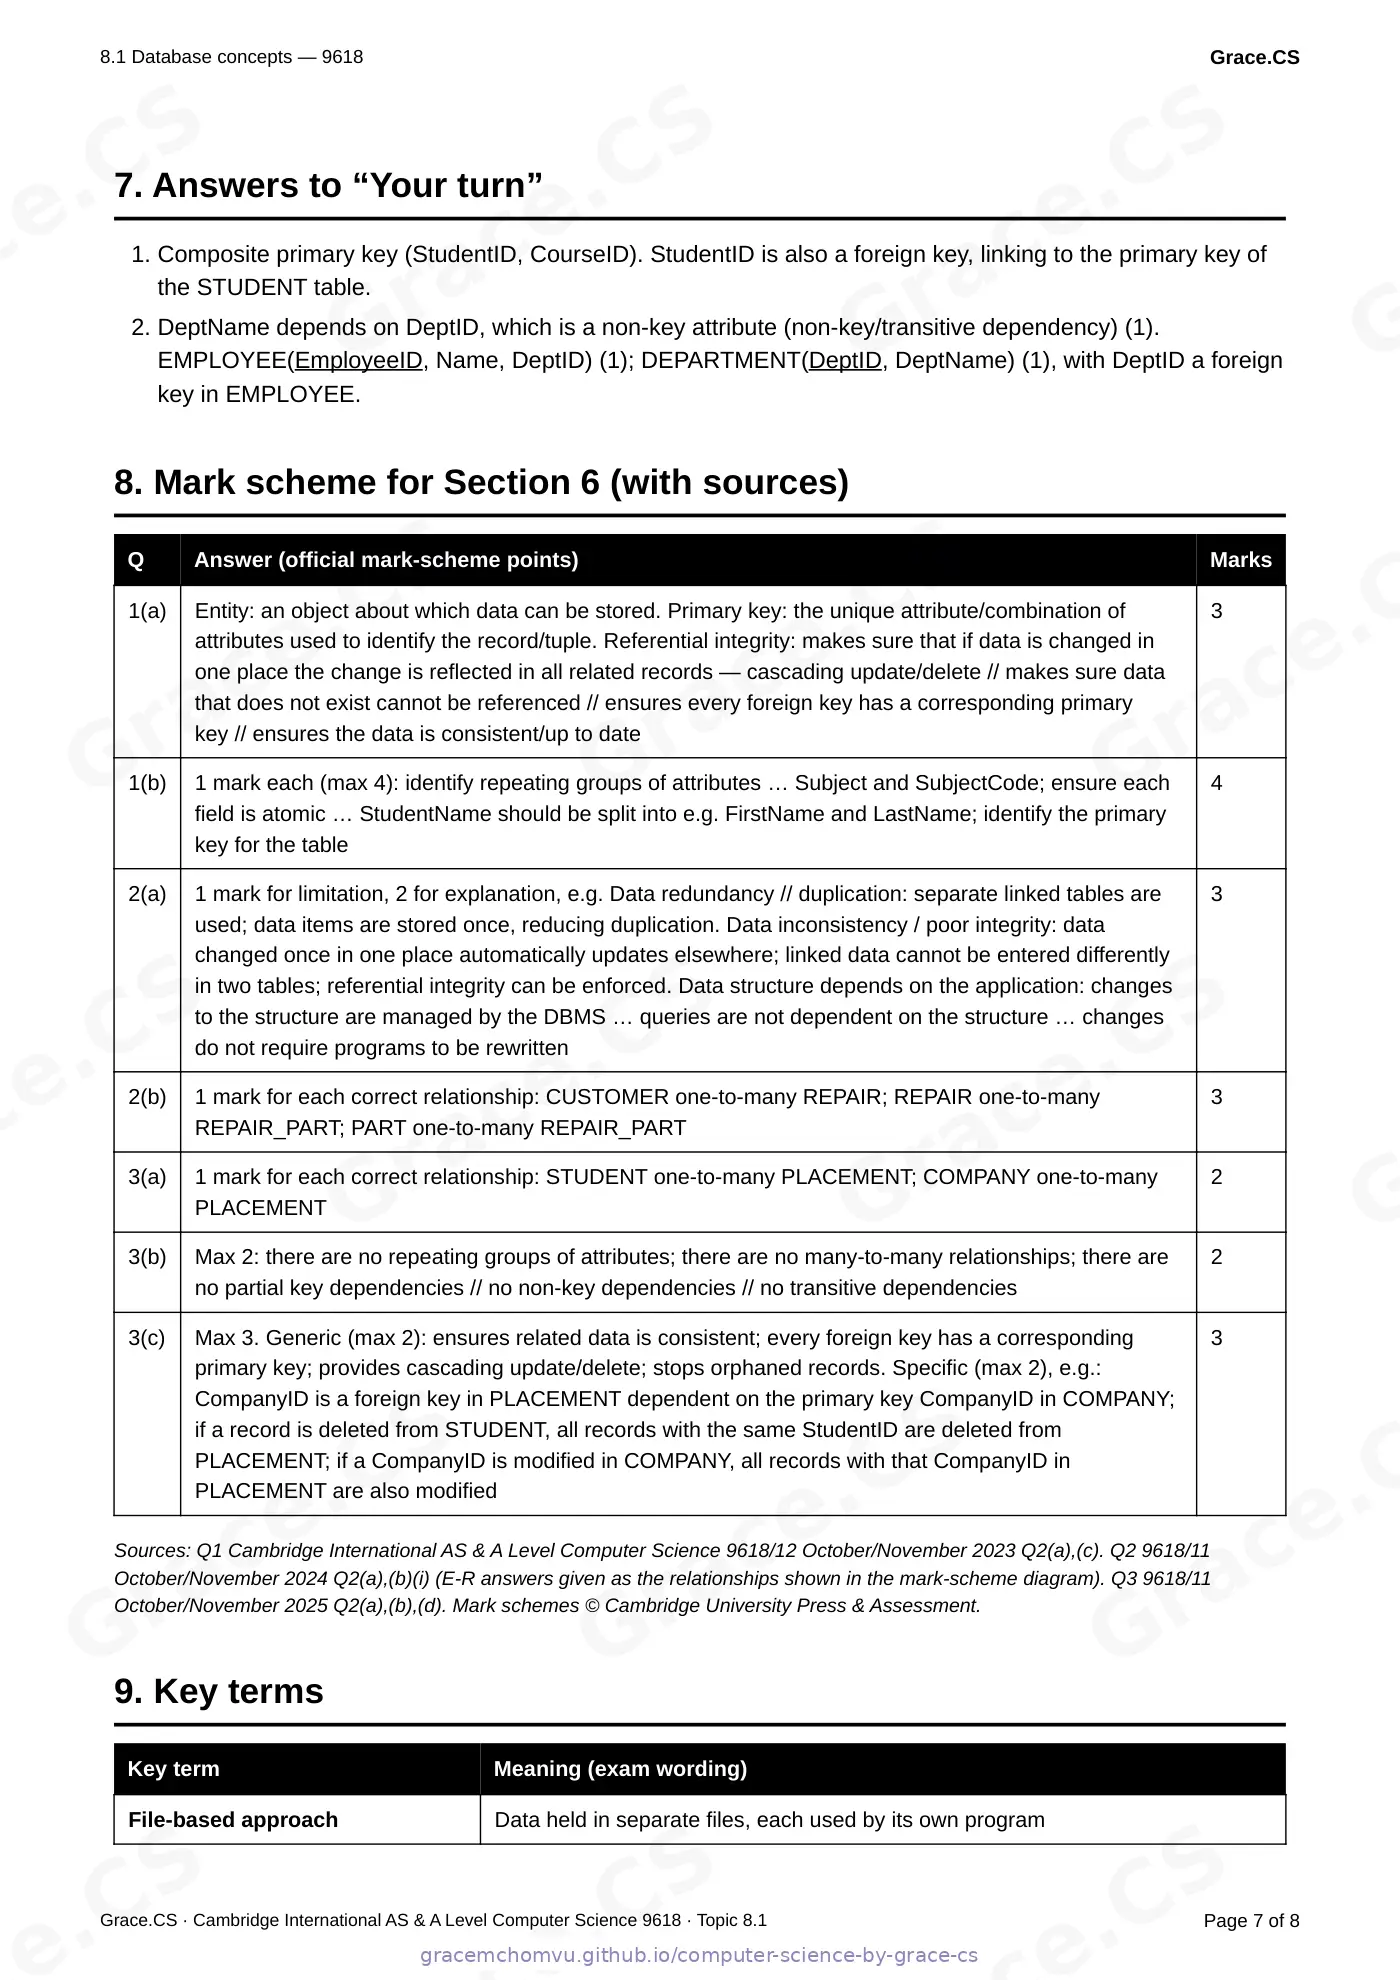 8.1 Database concepts — 9618
Grace.CS
7. Answers to “Your turn”
1. Composite primary key (StudentID, CourseID). StudentID is also a foreign key, linking to the primary key of
the STUDENT table.
2. DeptName depends on DeptID, which is a non-key attribute (non-key/transitive dependency) (1).
EMPLOYEE(EmployeeID, Name, DeptID) (1); DEPARTMENT(DeptID, DeptName) (1), with DeptID a foreign
key in EMPLOYEE.
8. Mark scheme for Section 6 (with sources)
Q Answer (official mark-scheme points) Marks
1(a) Entity: an object about which data can be stored. Primary key: the unique attribute/combination of 3
attributes used to identify the record/tuple. Referential integrity: makes sure that if data is changed in
one place the change is reflected in all related records — cascading update/delete // makes sure data
that does not exist cannot be referenced // ensures every foreign key has a corresponding primary
key // ensures the data is consistent/up to date
1(b) 1 mark each (max 4): identify repeating groups of attributes … Subject and SubjectCode; ensure each 4
field is atomic … StudentName should be split into e.g. FirstName and LastName; identify the primary
key for the table
2(a) 1 mark for limitation, 2 for explanation, e.g. Data redundancy // duplication: separate linked tables are 3
used; data items are stored once, reducing duplication. Data inconsistency / poor integrity: data
changed once in one place automatically updates elsewhere; linked data cannot be entered differently
in two tables; referential integrity can be enforced. Data structure depends on the application: changes
to the structure are managed by the DBMS … queries are not dependent on the structure … changes
do not require programs to be rewritten
2(b) 1 mark for each correct relationship: CUSTOMER one-to-many REPAIR; REPAIR one-to-many 3
REPAIR_PART; PART one-to-many REPAIR_PART
3(a) 1 mark for each correct relationship: STUDENT one-to-many PLACEMENT; COMPANY one-to-many 2
PLACEMENT
3(b) Max 2: there are no repeating groups of attributes; there are no many-to-many relationships; there are 2
no partial key dependencies // no non-key dependencies // no transitive dependencies
3(c) Max 3. Generic (max 2): ensures related data is consistent; every foreign key has a corresponding 3
primary key; provides cascading update/delete; stops orphaned records. Specific (max 2), e.g.:
CompanyID is a foreign key in PLACEMENT dependent on the primary key CompanyID in COMPANY;
if a record is deleted from STUDENT, all records with the same StudentID are deleted from
PLACEMENT; if a CompanyID is modified in COMPANY, all records with that CompanyID in
PLACEMENT are also modified
Sources: Q1 Cambridge International AS & A Level Computer Science 9618/12 October/November 2023 Q2(a),(c). Q2 9618/11
October/November 2024 Q2(a),(b)(i) (E-R answers given as the relationships shown in the mark-scheme diagram). Q3 9618/11
October/November 2025 Q2(a),(b),(d). Mark schemes © Cambridge University Press & Assessment.
9. Key terms
Key term Meaning (exam wording)
File-based approach Data held in separate files, each used by its own program
Grace.CS · Cambridge International AS & A Level Computer Science 9618 · Topic 8.1
Page 7 of 8
gracemchomvu.github.io/computer-science-by-grace-cs